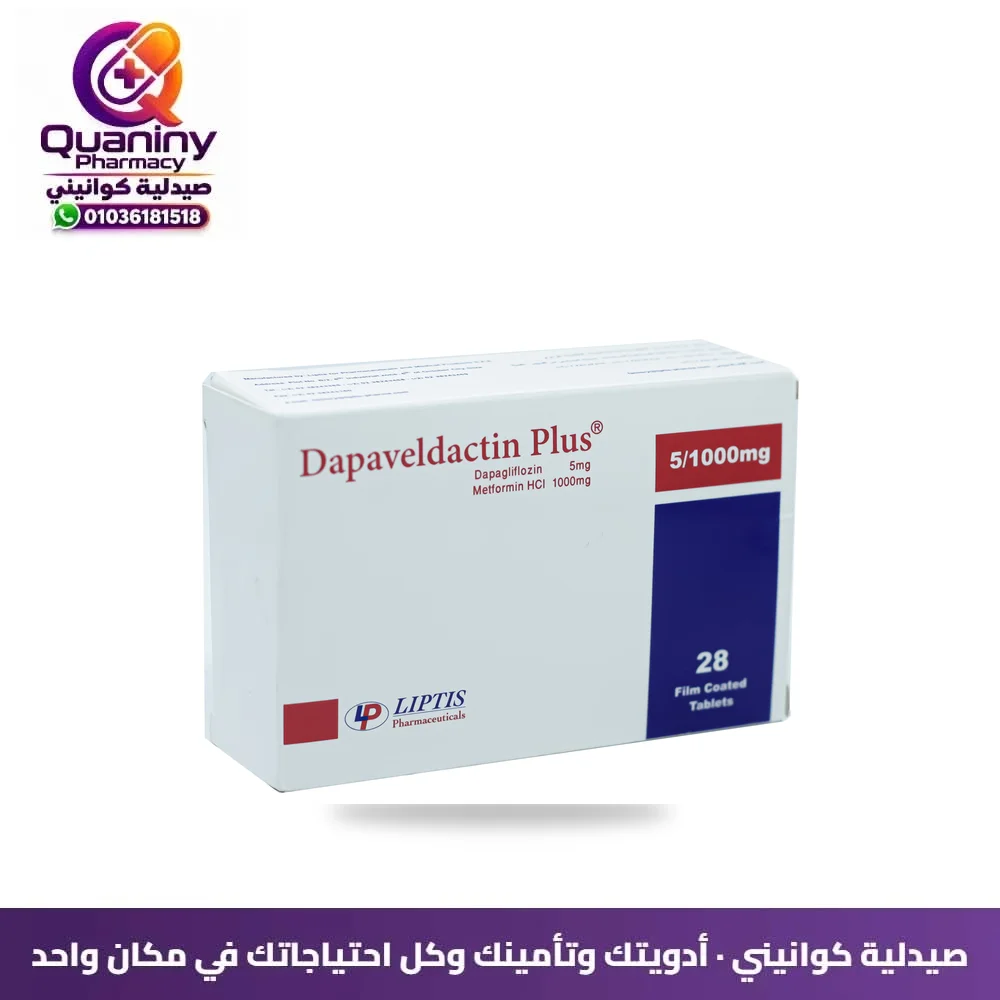 Quaniny
Pharmacy
صيدلية كوانيني
01036181518
Dapaveldactin Plus®
Dapagliflozin 5mg
Metformin HCl 1000mg
5/1000mg
28
Film Coated
Tablets
LP LIPTIS
Pharmaceuticals
صيدلية كوانيني · أدويتك وتأمينك وكل احتياجاتك في مكان واحد